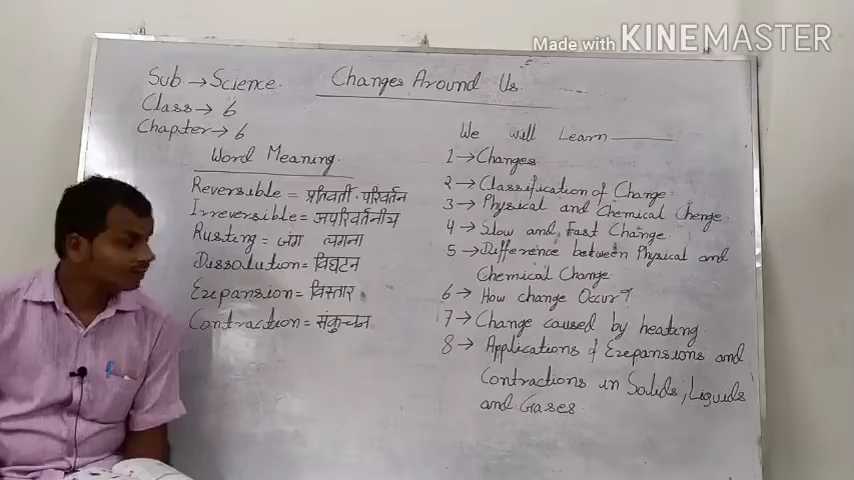 Made with KINEMASTER
Sub. → Science.
Changes Around Us.
Class → 6
Chapter → 6
Word Meaning.
Reversible = प्रतिवर्ती परिवर्तन
Irreversible = अपरिवर्तनीय
Rusting = जंग लगना
Dissolution = विघटन
Exepansion = विस्तार
Contraction = संकुचन
We will Learn
1 → Changes
2 → Classification of Change
3 → Physical and Chemical Chenge
4 → Slow and Fast Change
5 → Difference between Physical and
Chemical Change
6 → How change Occur?
7 → Change caused by heating
8 → Applications of Exepansions and
Contractions in Solids, Liquids
and Gases.